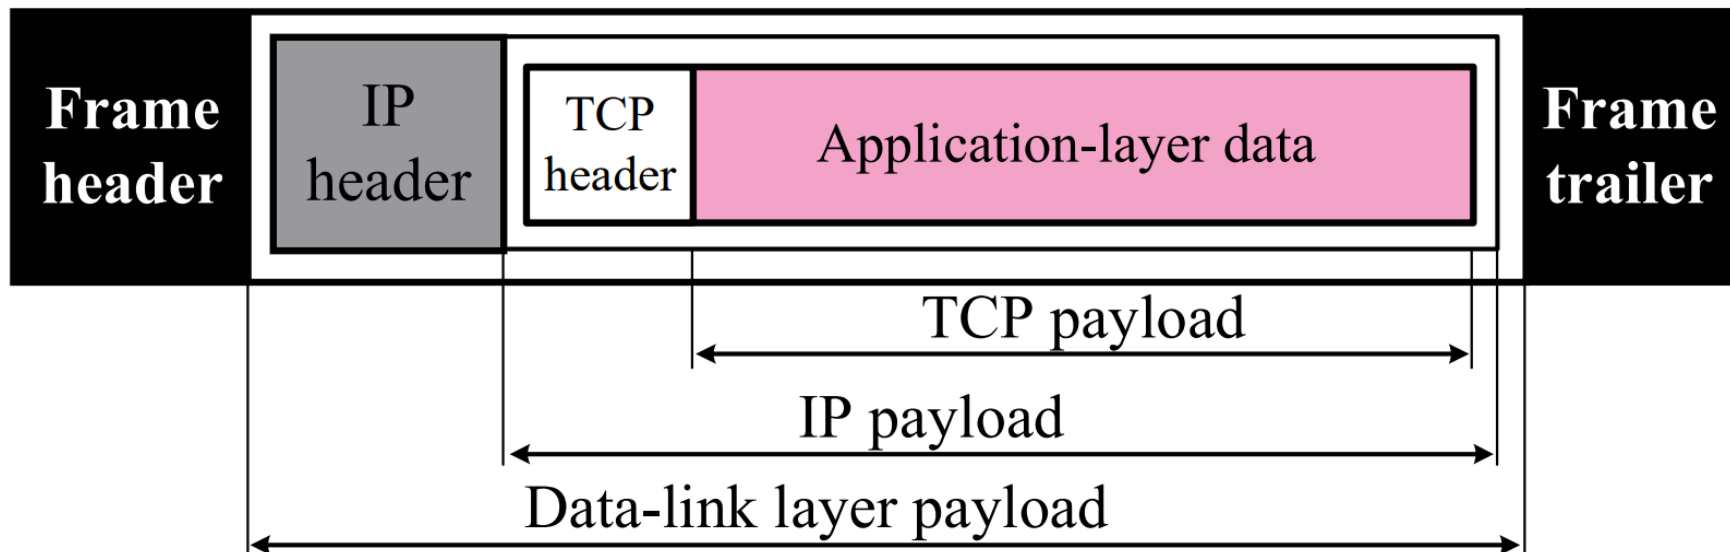 Frame
header
IP
header
TCP
header
Application-layer data
Frame
trailer
TCP payload
IP payload
Data-link layer payload